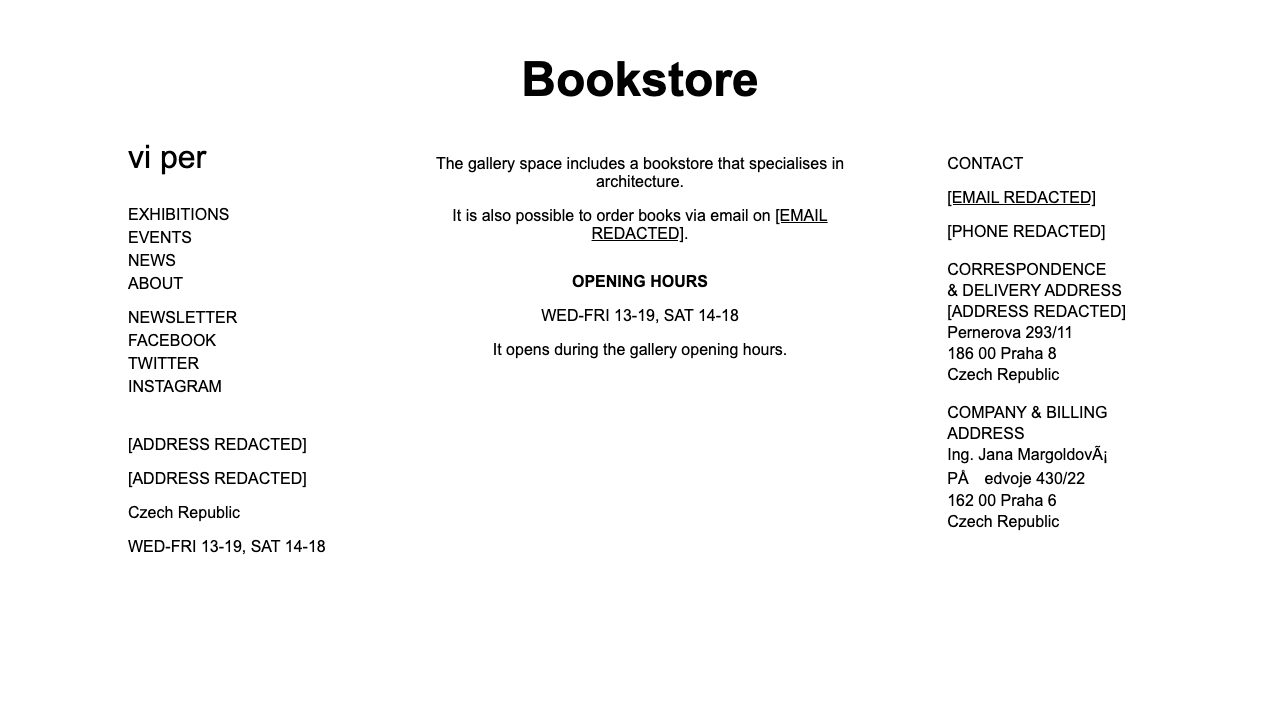 Bookstore
vi per
EXHIBITIONS
EVENTS
NEWS
ABOUT
NEWSLETTER
FACEBOOK
TWITTER
INSTAGRAM
[ADDRESS REDACTED]
[ADDRESS REDACTED]
Czech Republic
WED-FRI 13-19, SAT 14-18
The gallery space includes a bookstore that specialises in
architecture.
It is also possible to order books via email on [EMAIL
REDACTED].
OPENING HOURS
WED-FRI 13-19, SAT 14-18
It opens during the gallery opening hours.
CONTACT
[EMAIL REDACTED]
[PHONE REDACTED]
CORRESPONDENCE
& DELIVERY ADDRESS
[ADDRESS REDACTED]
Pernerova 293/11
186 00 Praha 8
Czech Republic
COMPANY & BILLING
ADDRESS
Ing. Jana MargoldovÃ¡
PÅ edvoje 430/22
162 00 Praha 6
Czech Republic